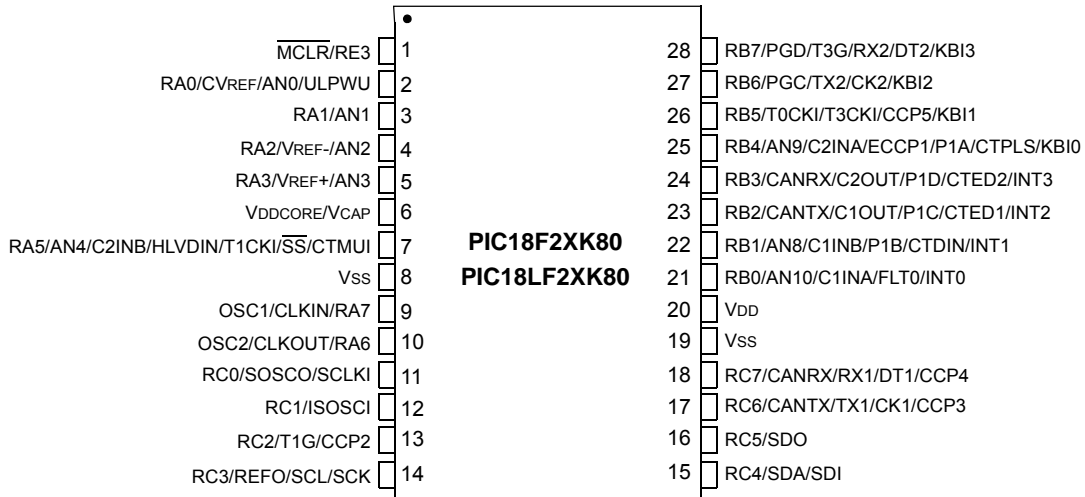 MCLR/RE3 1
RA0/CVREF/AN0/ULPWU 2
RA1/AN1 3
RA2/VREF-/AN2 4
RA3/VREF+/AN3 5
VDDCORE/VCAP 6
RA5/AN4/C2INB/HLVDIN/T1CKI/SS/CTMUI 7
VSS 8
OSC1/CLKIN/RA7 9
OSC2/CLKOUT/RA6 10
RC0/SOSCO/SCLKI 11
RC1/ISOSCI 12
RC2/T1G/CCP2 13
RC3/REFO/SCL/SCK 14
PIC18F2XK80
PIC18LF2XK80
28 RB7/PGD/T3G/RX2/DT2/KBI3
27 RB6/PGC/TX2/CK2/KBI2
26 RB5/T0CKI/T3CKI/CCP5/KBI1
25 RB4/AN9/C2INA/ECCP1/P1A/CTPLS/KBI0
24 RB3/CANRX/C2OUT/P1D/CTED2/INT3
23 RB2/CANTX/C1OUT/P1C/CTED1/INT2
22 RB1/AN8/C1INB/P1B/CTDIN/INT1
21 RB0/AN10/C1INA/FLT0/INT0
20 VDD
19 VSS
18 RC7/CANRX/RX1/DT1/CCP4
17 RC6/CANTX/TX1/CK1/CCP3
16 RC5/SDO
15 RC4/SDA/SDI